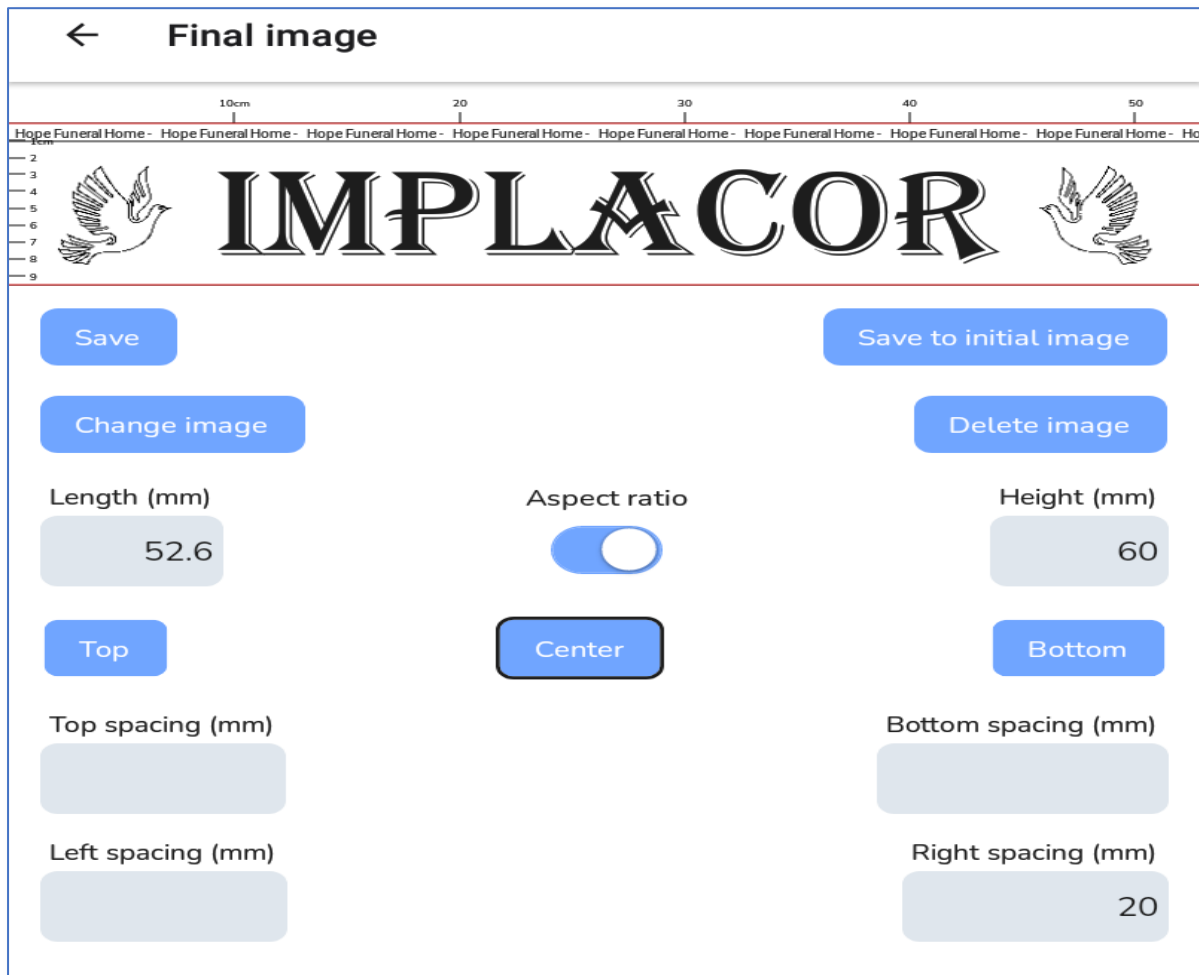 Final image
10cm 20 30 40 50
Hope Funeral Home - Hope Funeral Home - Hope Funeral Home - Hope Funeral Home - Hope Funeral Home - Hope Funeral Home - Hope Funeral Home - Hope Funeral Home - Ho
1cm
2
3
4
5
6
7
8
9
IMPLACOR
Save Save to initial image
Change image Delete image
Length (mm) Aspect ratio Height (mm)
52.6 60
Top Center Bottom
Top spacing (mm) Bottom spacing (mm)
Left spacing (mm) Right spacing (mm)
20